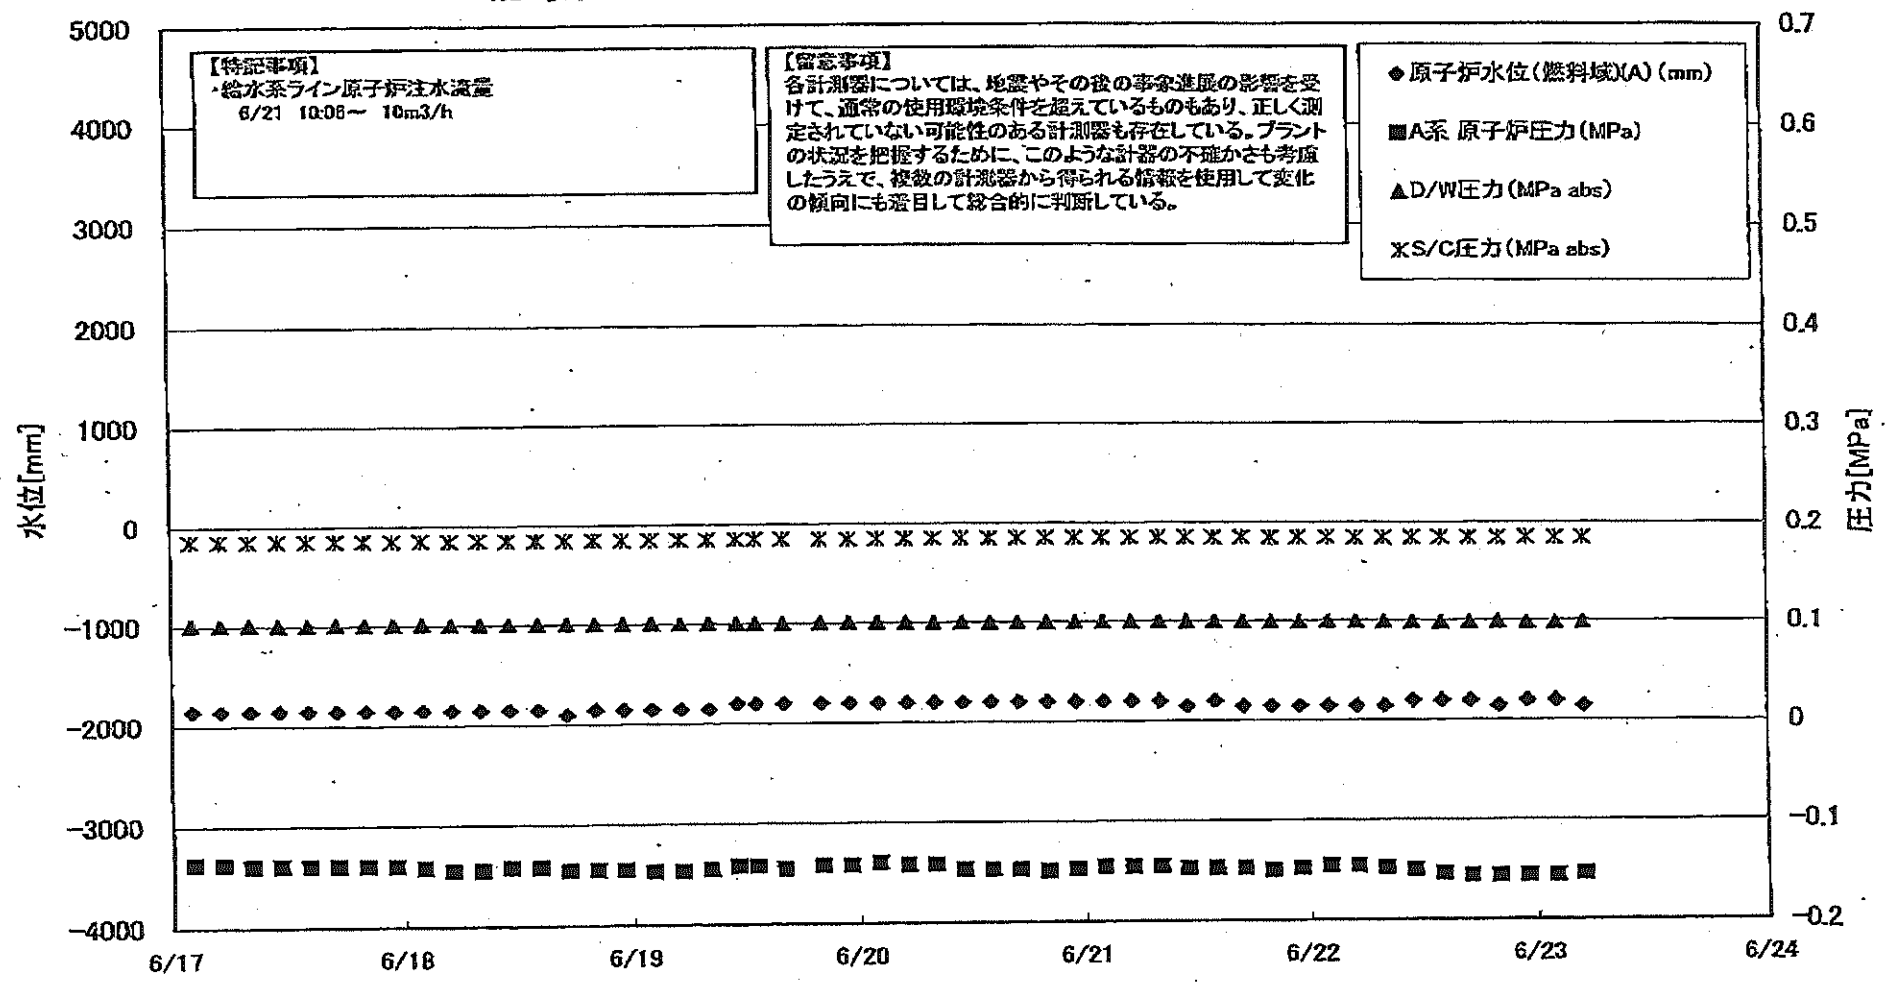 5000
4000
3000
2000
1000
0
-1000
-2000
-3000
-4000
水位[mm]
【特記事項】
・給水系ライン原子炉注水流量
6/21 10:06～ 10m3/h
【留意事項】
各計測器については、地震やその後の事象進展の影響を受
けて、通常の使用環境条件を超えているものもあり、正しく測
定されていない可能性のある計測器も存在している。プラント
の状況を把握するために、このような計器の不確かさも考慮
したうえで、複数の計測器から得られる情報を使用して変化
の傾向にも着目して総合的に判断している。
◆原子炉水位(燃料域)(A)(mm)
■A系 原子炉圧力(MPa)
▲D/W圧力(MPa abs)
S/C圧力(MPa abs)
0.7
0.6
0.5
0.4
0.3
0.2
0.1
0
-0.1
-0.2
圧力[MPa]
6/17 6/18 6/19 6/20 6/21 6/22 6/23 6/24